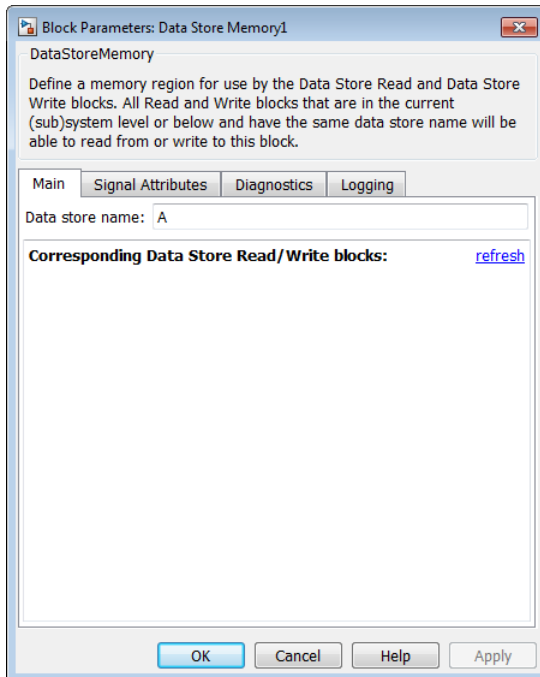 Block Parameters: Data Store Memory1
DataStoreMemory
Define a memory region for use by the Data Store Read and Data Store
Write blocks. All Read and Write blocks that are in the current
(sub)system level or below and have the same data store name will be
able to read from or write to this block.
Main Signal Attributes Diagnostics Logging
Data store name: A
Corresponding Data Store Read/Write blocks: refresh
OK Cancel Help Apply